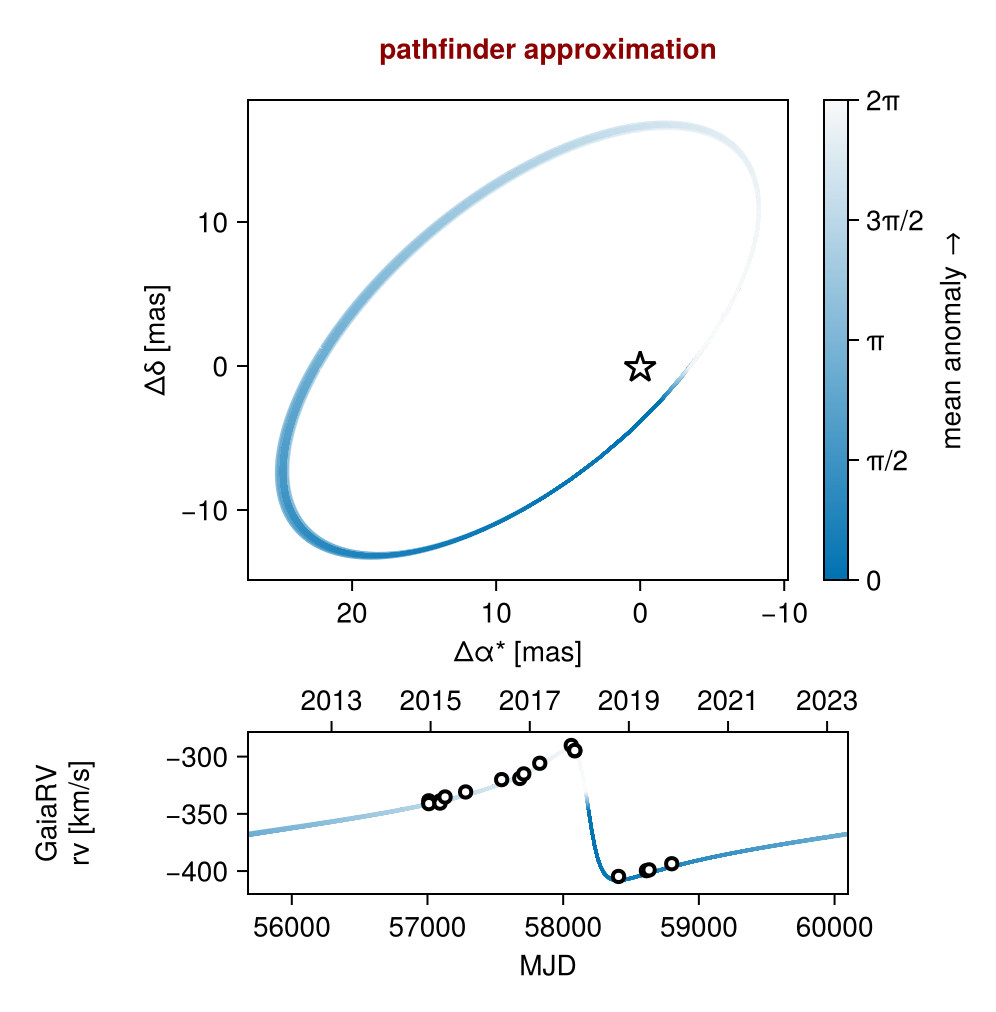 pathfinder approximation
Δδ [mas]
10
0
−10
20 10 0 −10
Δα* [mas]
2π
3π/2
π
π/2
0
mean anomaly →
2013 2015 2017 2019 2021 2023
GaiaRV
rv [km/s]
−300
−350
−400
56000 57000 58000 59000 60000
MJD